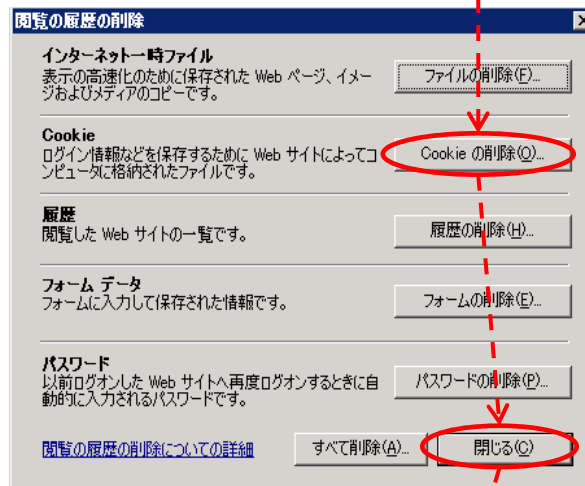 閲覧の履歴の削除
インターネット一時ファイル
表示の高速化のために保存された Web ページ、イメー
ジおよびメディアのコピーです。
ファイルの削除(F)...
Cookie
ログイン情報などを保存するために Web サイトによってコ
ンピュータに格納されたファイルです。
Cookie の削除(O)...
履歴
閲覧した Web サイトの一覧です。
履歴の削除(H)...
フォーム データ
フォームに入力して保存された情報です。
フォームの削除(E)...
パスワード
以前ログオンした Web サイトへ再度ログオンするときに自
動的に入力されるパスワードです。
パスワードの削除(P)...
閲覧の履歴の削除についての詳細
すべて削除(A)...
閉じる(C)